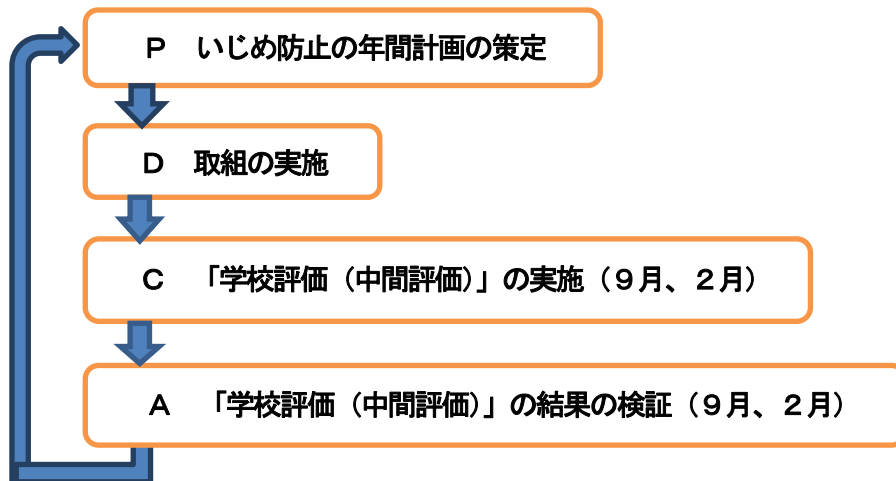 Ｐ　いじめ防止の年間計画の策定
Ｄ　取組の実施
Ｃ　「学校評価（中間評価）」の実施（９月、２月）
Ａ　「学校評価（中間評価）」の結果の検証（９月、２月）